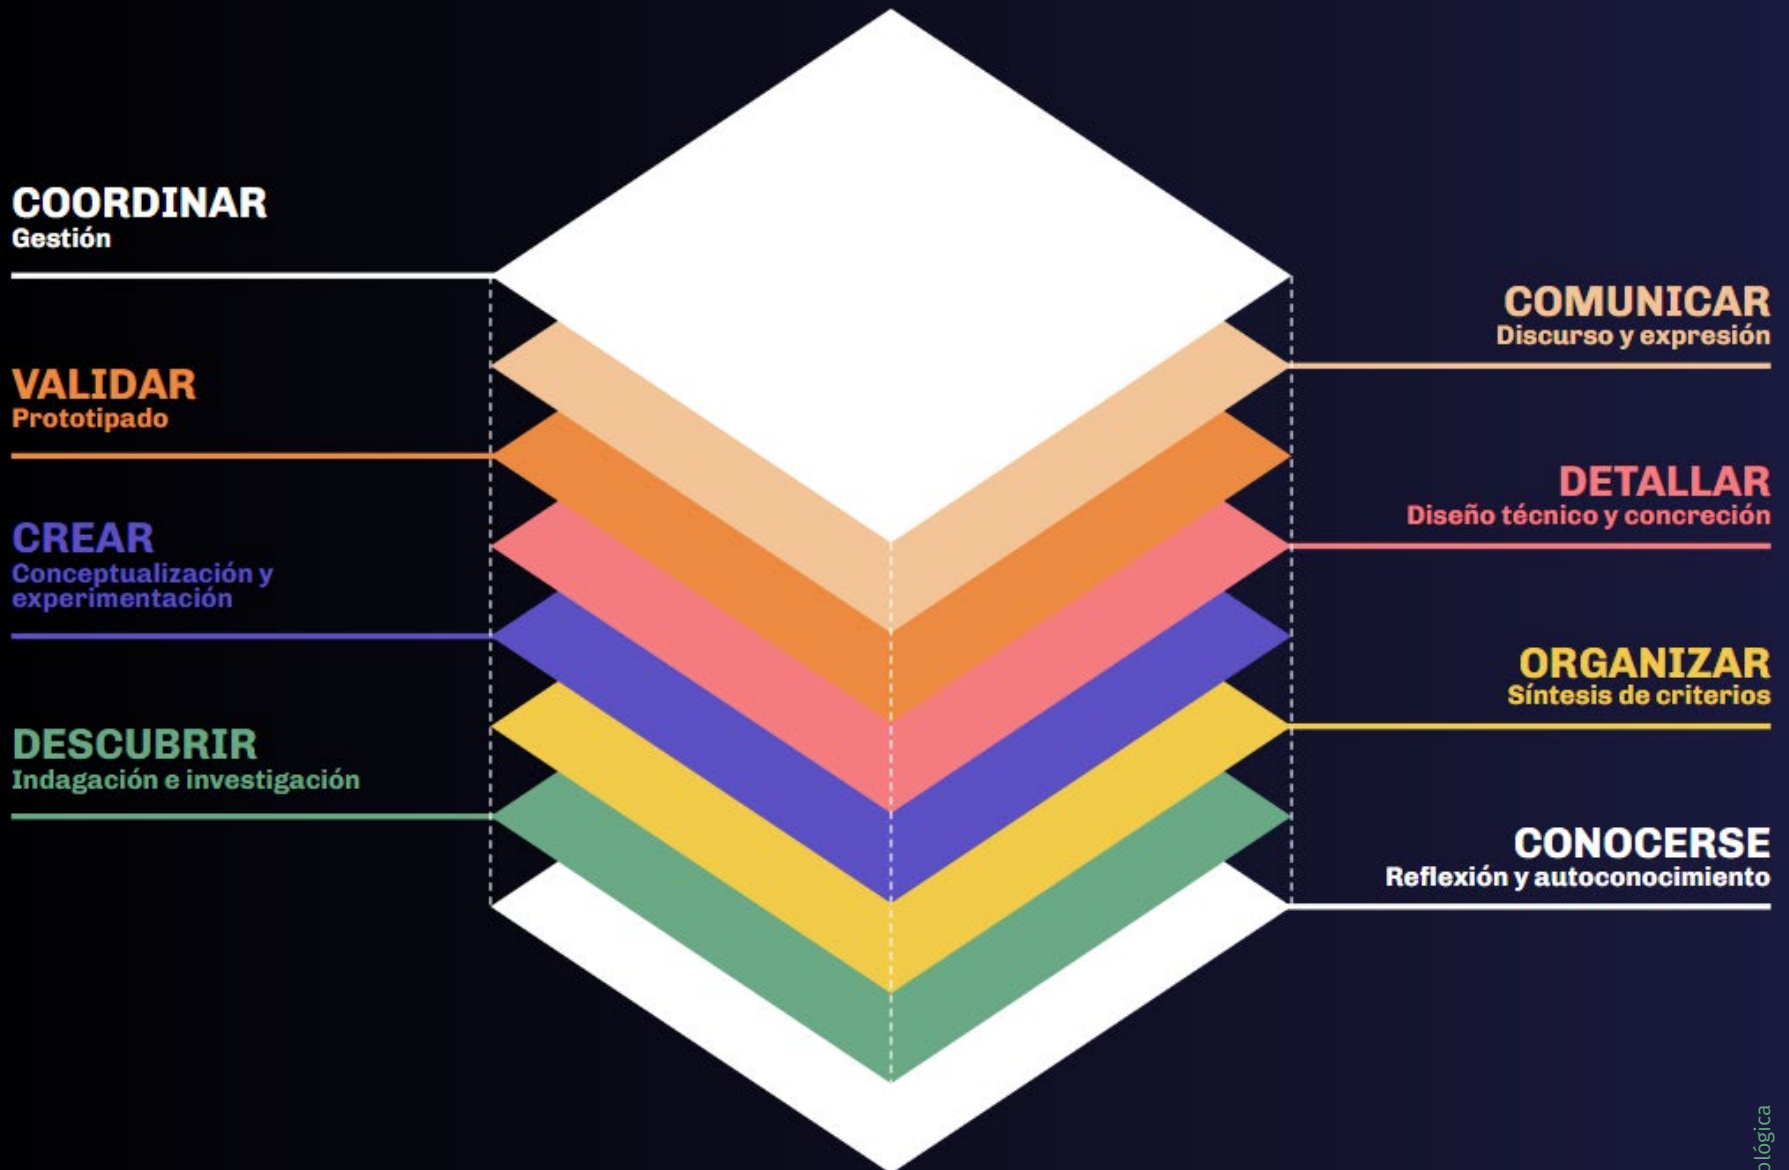 COORDINAR
Gestión
COMUNICAR
Discurso y expresión
VALIDAR
Prototipado
DETALLAR
Diseño técnico y concreción
CREAR
Conceptualización y
experimentación
ORGANIZAR
Síntesis de criterios
DESCUBRIR
Indagación e investigación
CONOCERSE
Reflexión y autoconocimiento